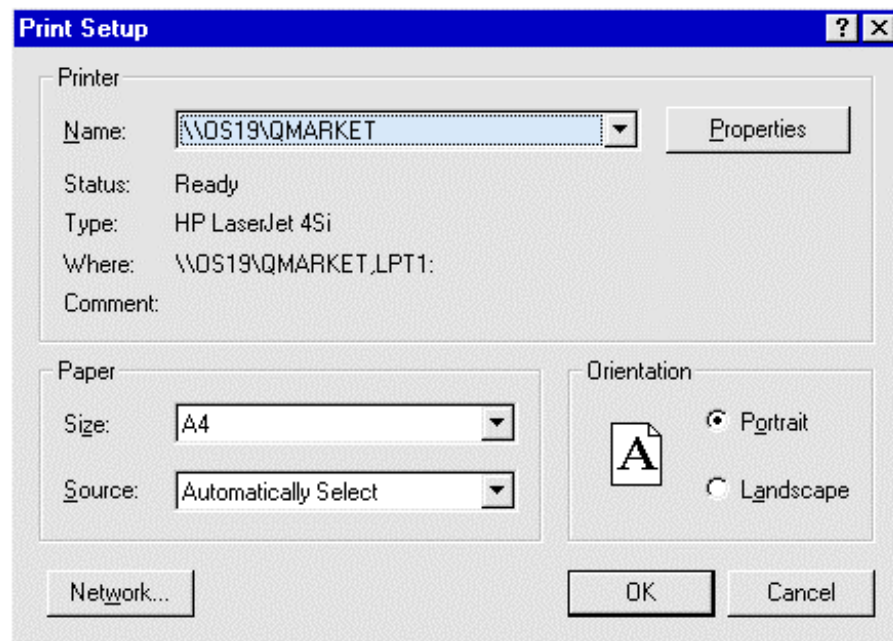 Print Setup
Printer
Name: \\OS19\QMARKET Properties
Status: Ready
Type: HP LaserJet 4Si
Where: \\OS19\QMARKET,LPT1:
Comment:
Paper
Size: A4
Source: Automatically Select
Orientation
A
Portrait
Landscape
Network... OK Cancel